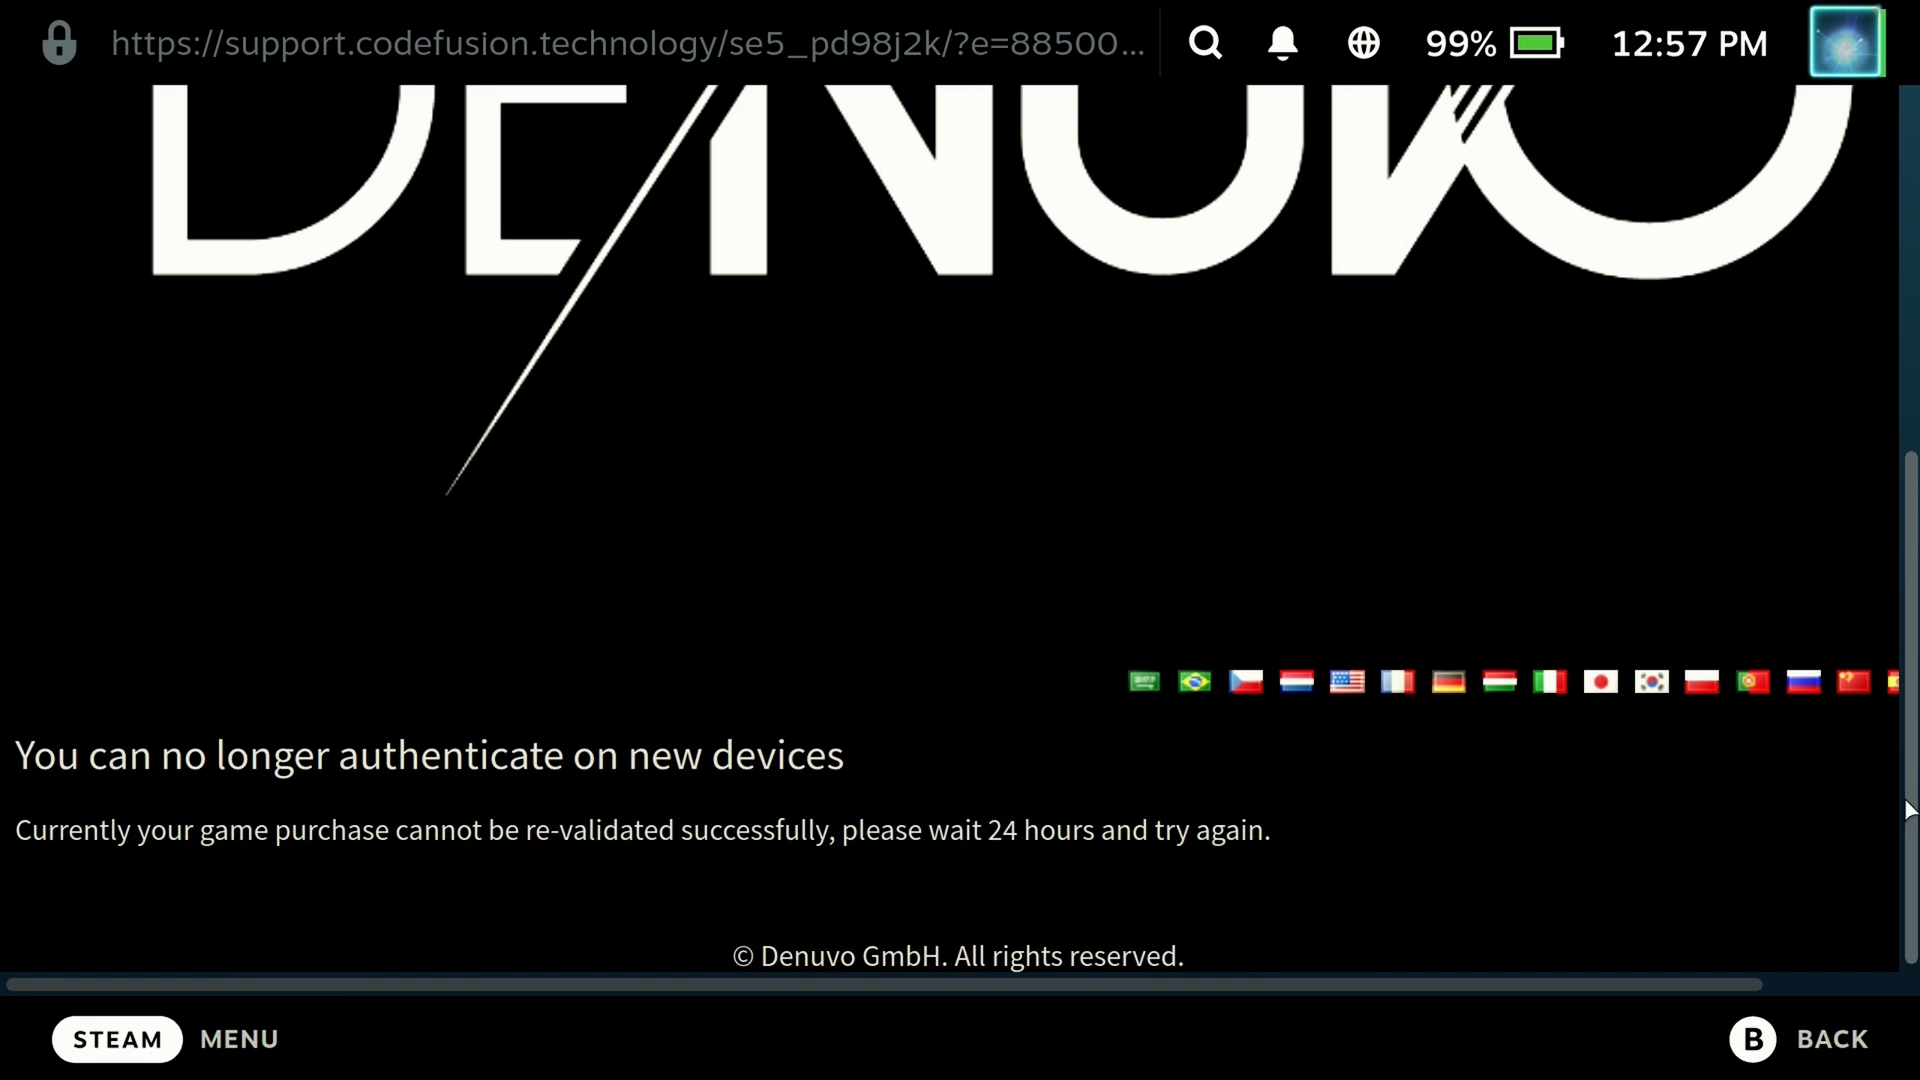 https://support.codefusion.technology/se5_pd98j2k/?e=88500...
99%
12:57 PM
DENUVO
You can no longer authenticate on new devices
Currently your game purchase cannot be re-validated successfully, please wait 24 hours and try again.
© Denuvo GmbH. All rights reserved.
STEAM MENU
B BACK